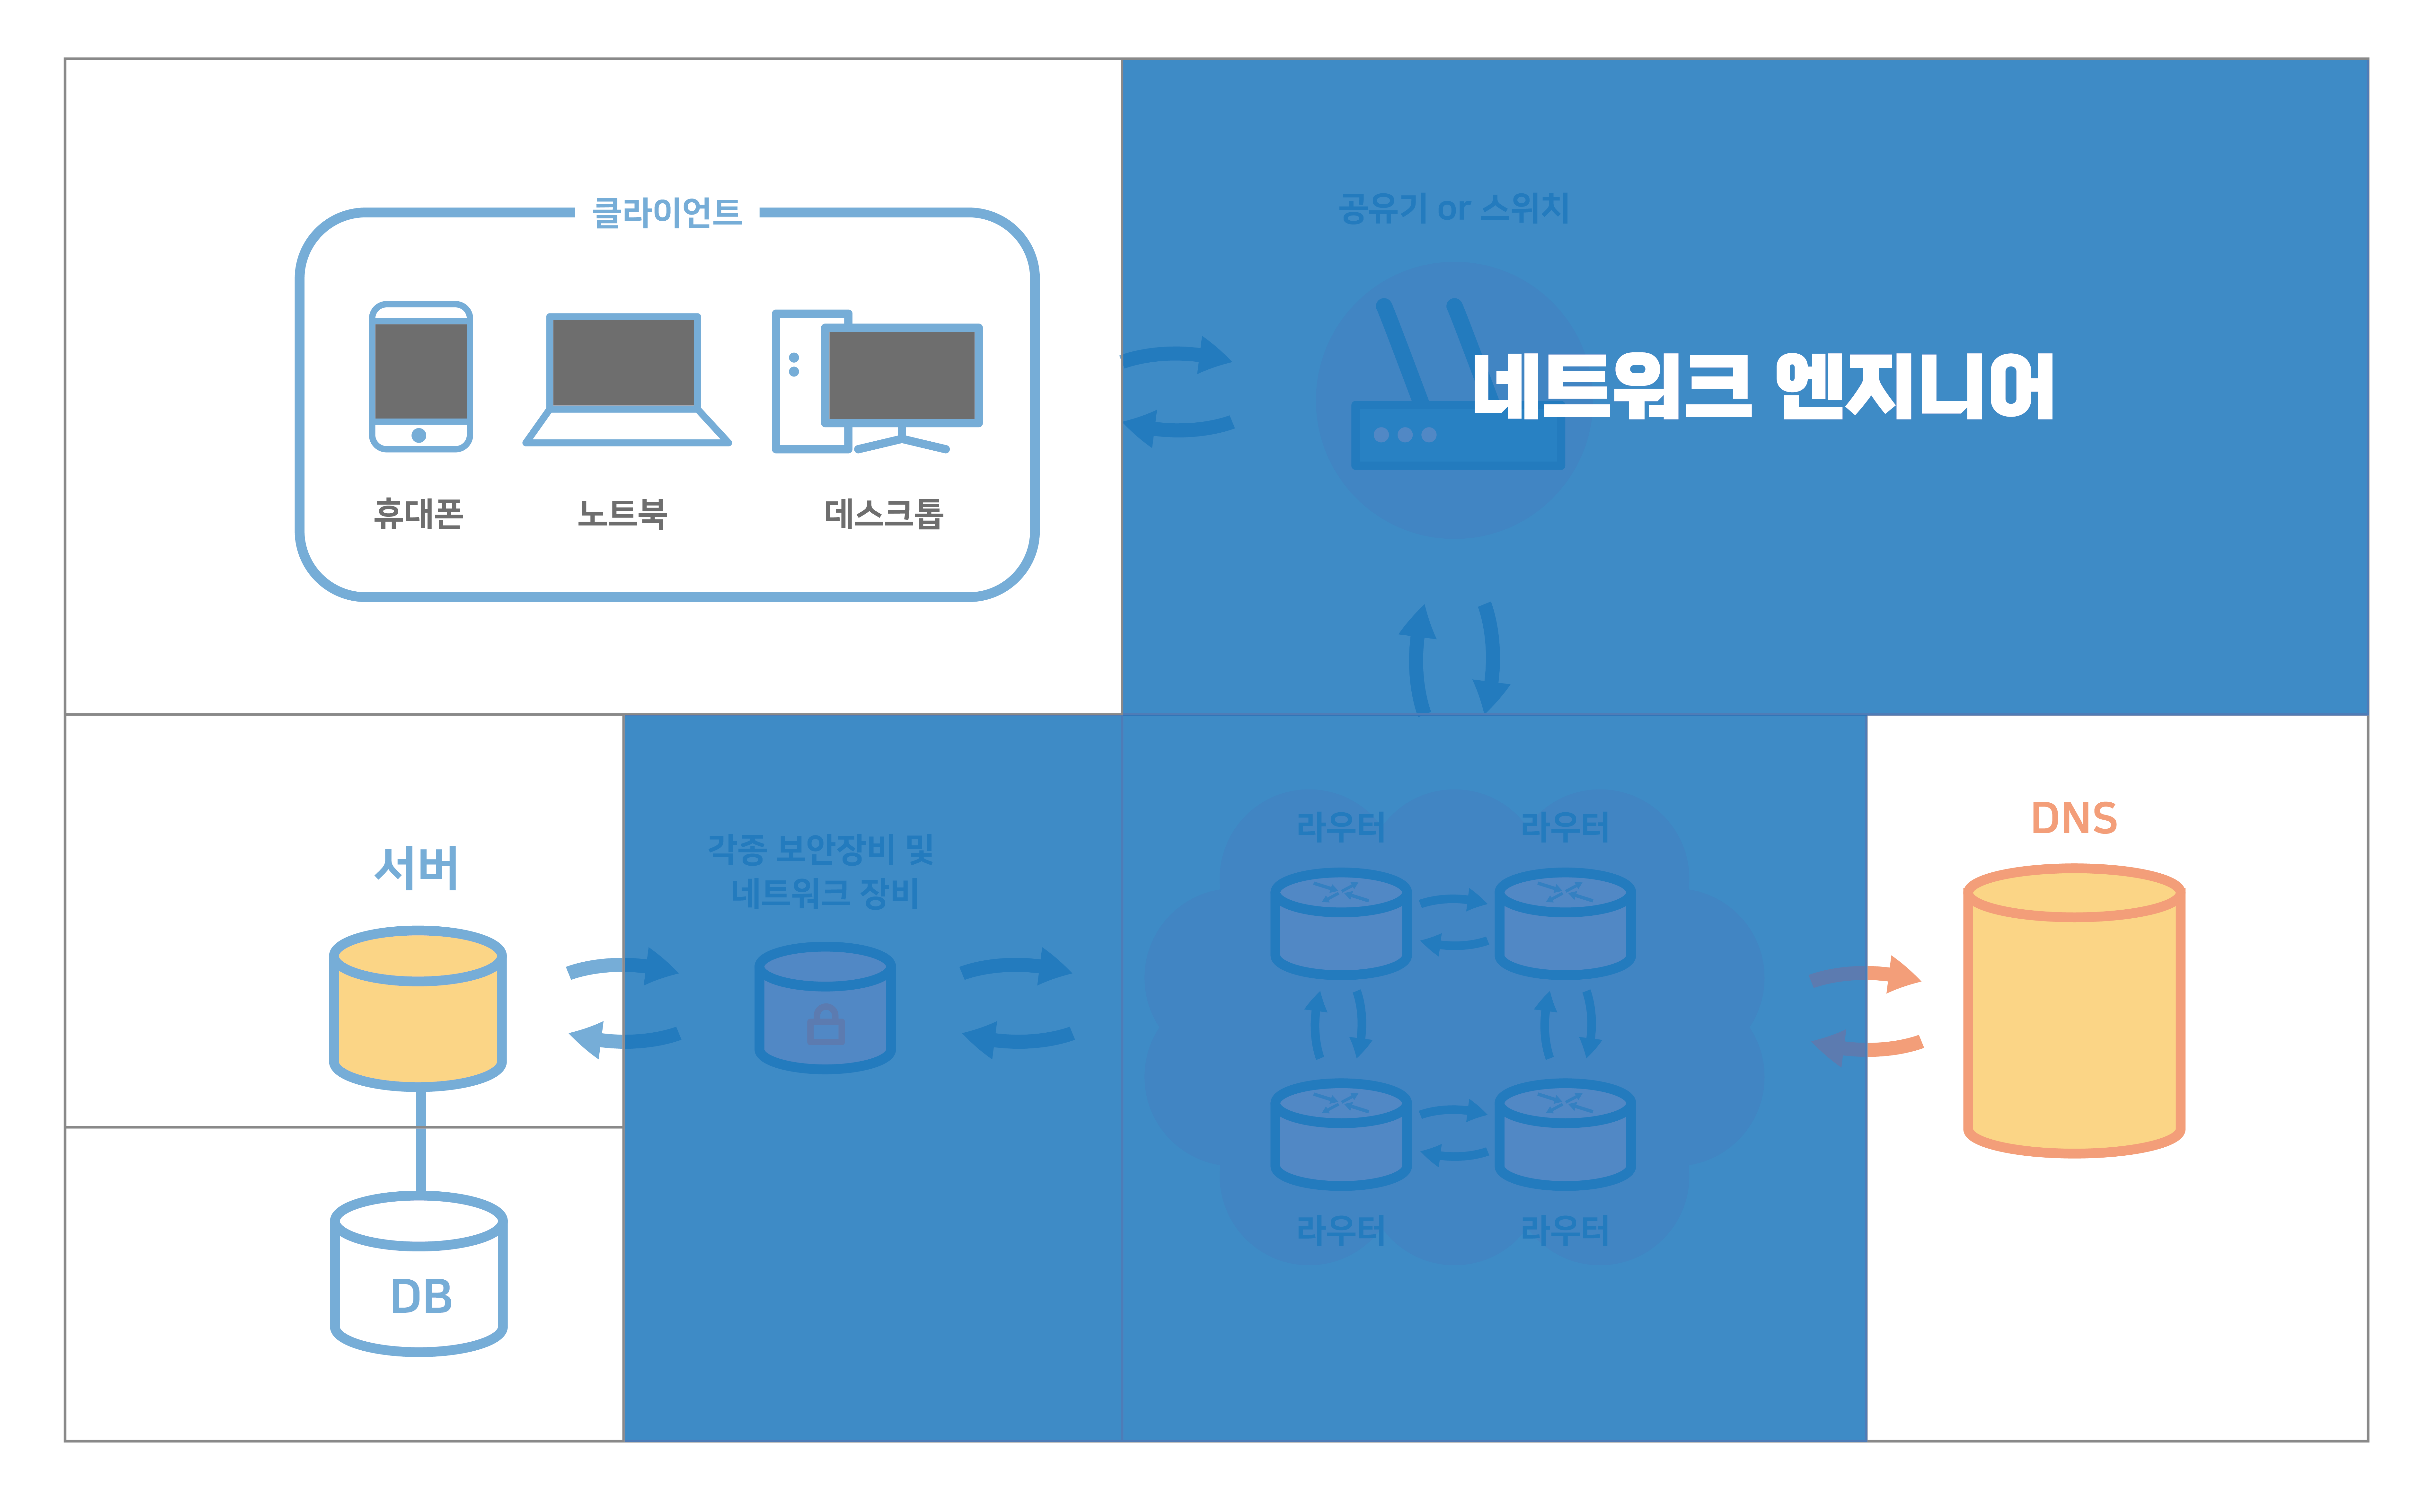 클라이언트
휴대폰
노트북
데스크톱
공유기 or 스위치
네트워크 엔지니어
서버
DB
각종 보안장비 및
네트워크 장비
라우터
라우터
라우터
라우터
DNS